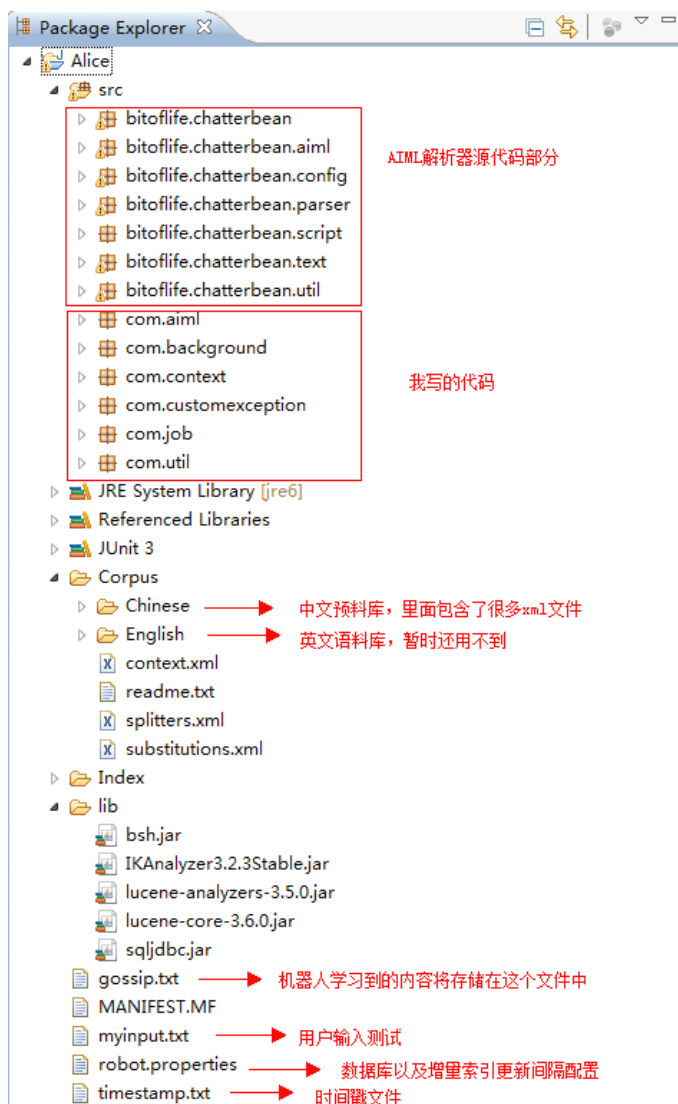 Package Explorer
Alice
src
bitoflife.chatterbean
bitoflife.chatterbean.aiml
AIML解析器源代码部分
bitoflife.chatterbean.config
bitoflife.chatterbean.parser
bitoflife.chatterbean.script
bitoflife.chatterbean.text
bitoflife.chatterbean.util
com.aiml
com.background
com.context
我写的代码
com.customexception
com.job
com.util
JRE System Library [jre6]
Referenced Libraries
JUnit 3
Corpus
Chinese 中文预料库，里面包含了很多xml文件
English 英文语料库，暂时还用不到
context.xml
readme.txt
splitters.xml
substitutions.xml
Index
lib
bsh.jar
IKAnalyzer3.2.3Stable.jar
lucene-analyzers-3.5.0.jar
lucene-core-3.6.0.jar
sqljdbc.jar
gossip.txt 机器人学习到的内容将存储在这个文件中
MANIFEST.MF
myinput.txt 用户输入测试
robot.properties 数据库以及增量索引更新间隔配置
timestamp.txt 时间戳文件